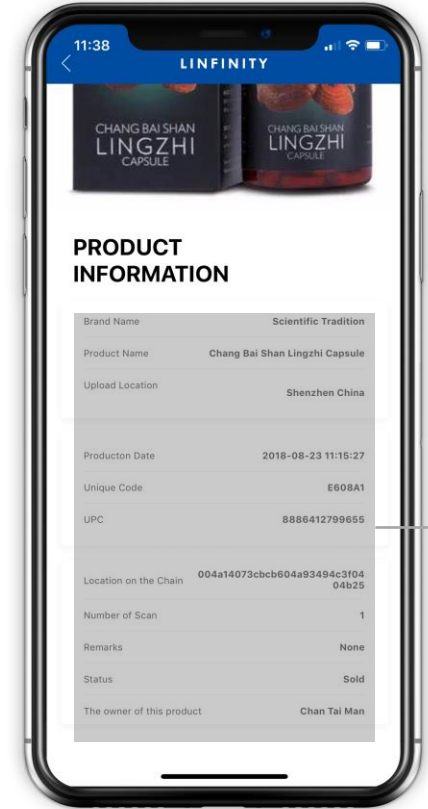 11:38
LINFINITY
CHANG BAI SHAN
LINGZHI
CAPSULE
CHANG BAI SHAN
LINGZHI
CAPSULE
PRODUCT
INFORMATION
Brand Name Scientific Tradition
Product Name Chang Bai Shan Lingzhi Capsule
Upload Location Shenzhen China
Producton Date 2018-08-23 11:15:27
Unique Code E608A1
UPC 8886412799655
Location on the Chain 004a14073cbcb604a93494c3f04
04b25
Number of Scan 1
Remarks None
Status Sold
The owner of this product Chan Tai Man